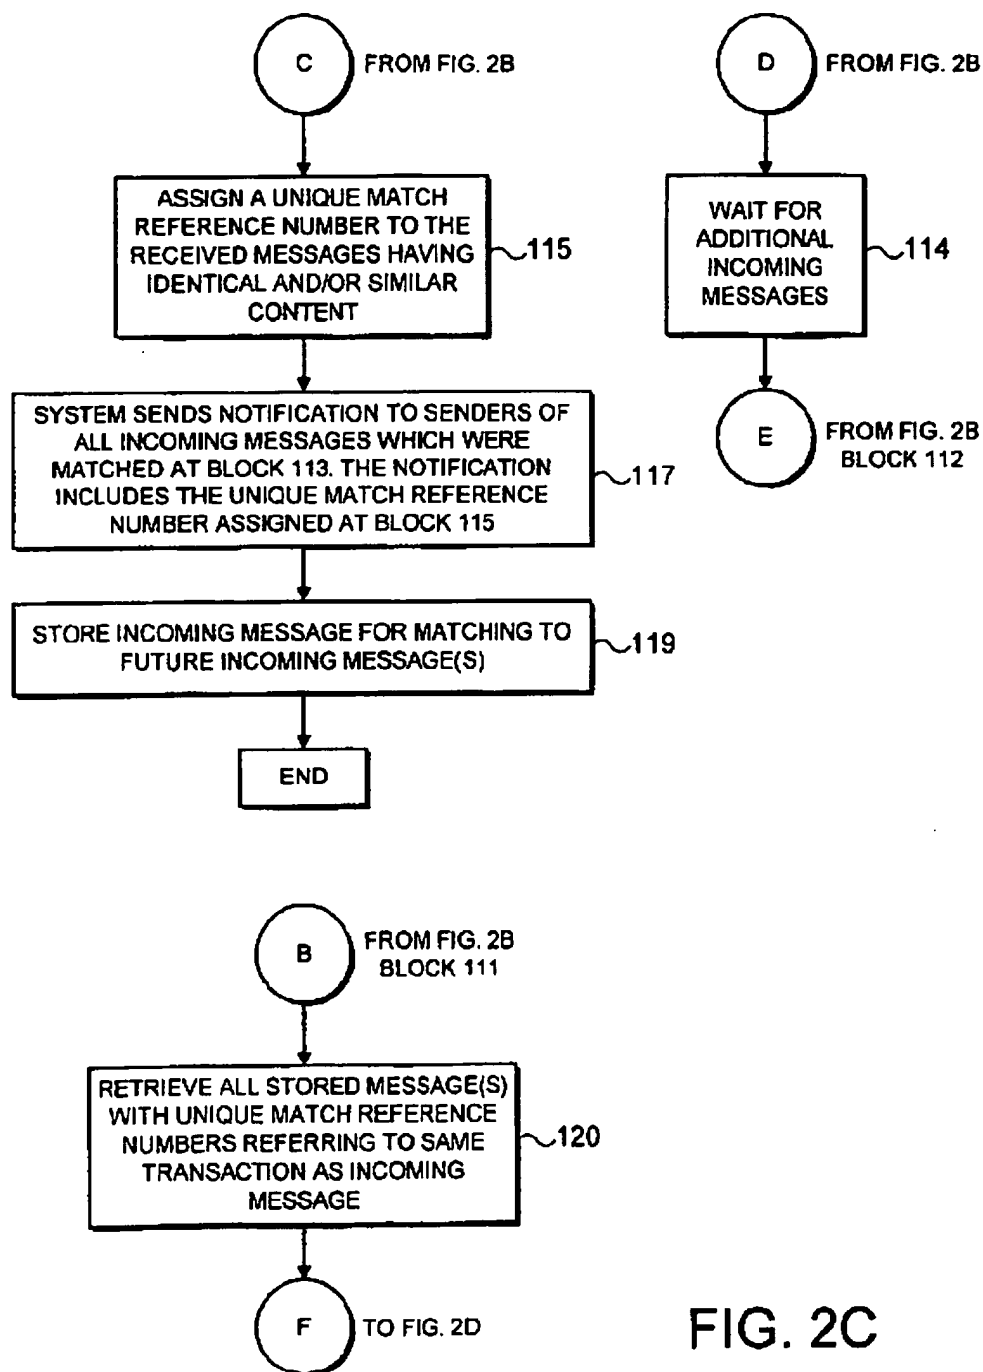 C
FROM FIG. 2B
ASSIGN A UNIQUE MATCH
REFERENCE NUMBER TO THE
RECEIVED MESSAGES HAVING
IDENTICAL AND/OR SIMILAR
CONTENT
115
SYSTEM SENDS NOTIFICATION TO SENDERS OF
ALL INCOMING MESSAGES WHICH WERE
MATCHED AT BLOCK 113. THE NOTIFICATION
INCLUDES THE UNIQUE MATCH REFERENCE
NUMBER ASSIGNED AT BLOCK 115
117
STORE INCOMING MESSAGE FOR MATCHING TO
FUTURE INCOMING MESSAGE(S)
119
END
D
FROM FIG. 2B
WAIT FOR
ADDITIONAL
INCOMING
MESSAGES
114
E
FROM FIG. 2B
BLOCK 112
B
FROM FIG. 2B
BLOCK 111
RETRIEVE ALL STORED MESSAGE(S)
WITH UNIQUE MATCH REFERENCE
NUMBERS REFERRING TO SAME
TRANSACTION AS INCOMING
MESSAGE
120
F
TO FIG. 2D
FIG. 2C